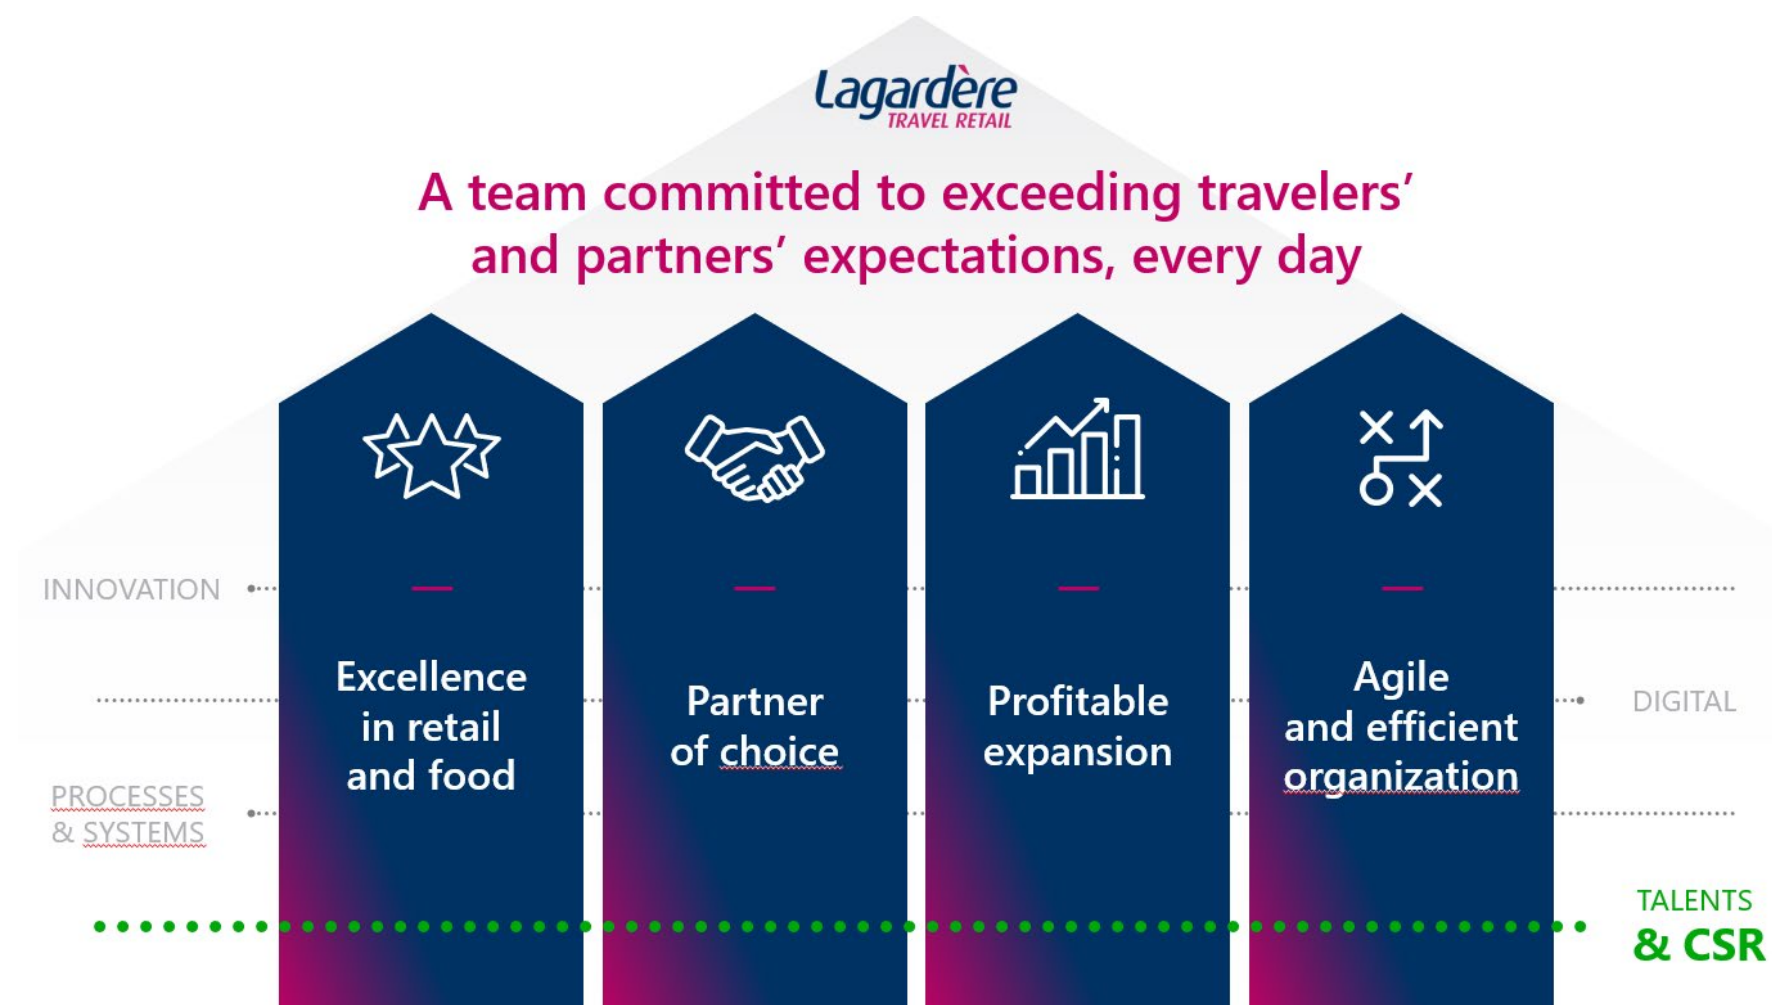 Lagardère
TRAVEL RETAIL
A team committed to exceeding travelers’
and partners’ expectations, every day
INNOVATION
Excellence
in retail
and food
Partner
of choice
Profitable
expansion
Agile
and efficient
organization
DIGITAL
PROCESSES
& SYSTEMS
TALENTS
& CSR